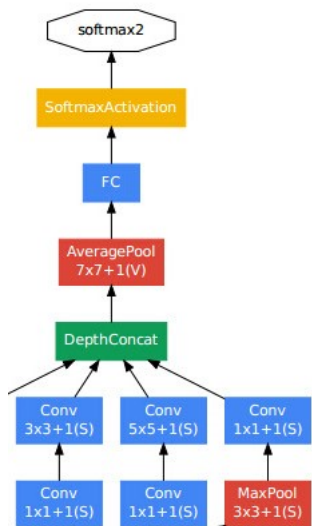 softmax2
SoftmaxActivation
FC
AveragePool
7x7+1(V)
DepthConcat
Conv
3x3+1(S)
Conv
5x5+1(S)
Conv
1x1+1(S)
Conv
1x1+1(S)
Conv
1x1+1(S)
MaxPool
3x3+1(S)